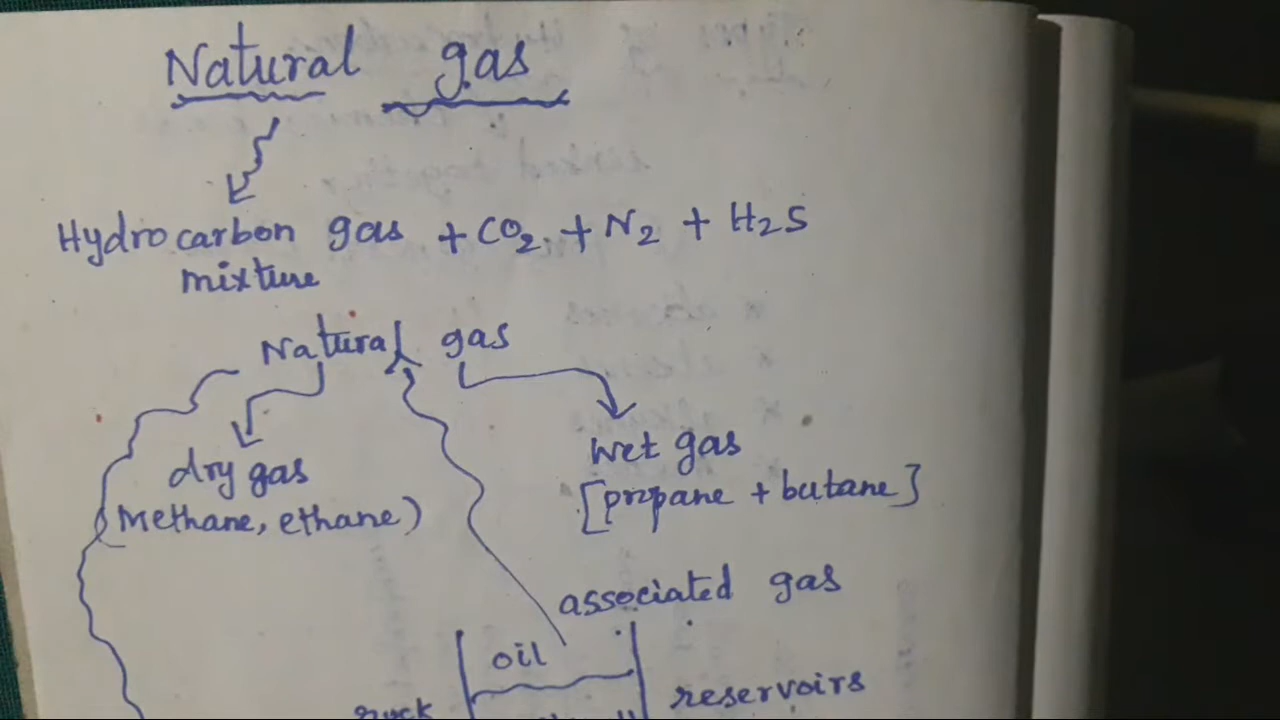 Natural gas
Hydrocarbon gas + CO2 + N2 + H2S
mixture
Natural gas
dry gas
(Methane, ethane)
Wet gas
[propane + butane]
associated gas
oil
reservoirs
rock